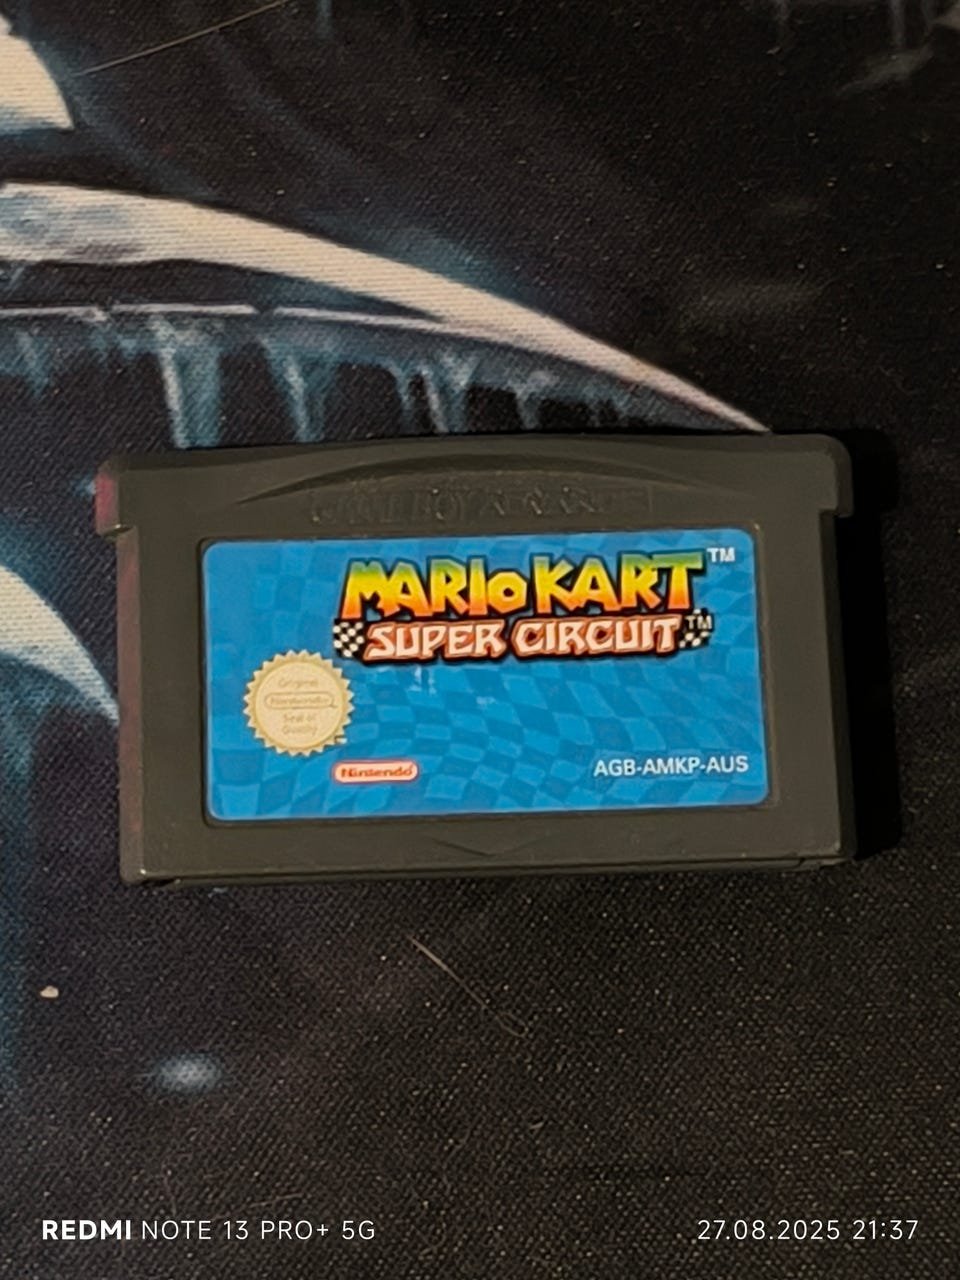 GAME BOY ADVANCE
MARIO KART™
SUPER CIRCUIT™
Original
Nintendo
Seal of
Quality
Nintendo
AGB-AMKP-AUS
REDMI NOTE 13 PRO+ 5G
27.08.2025 21:37